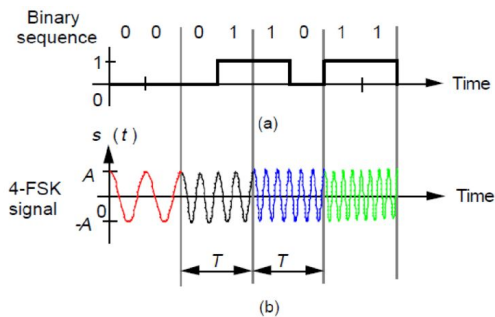 Binary
sequence 0 0 0 1 1 0 1 1
1
0
Time
(a)
s (t)
4-FSK
signal
A
0
-A
Time
T T
(b)